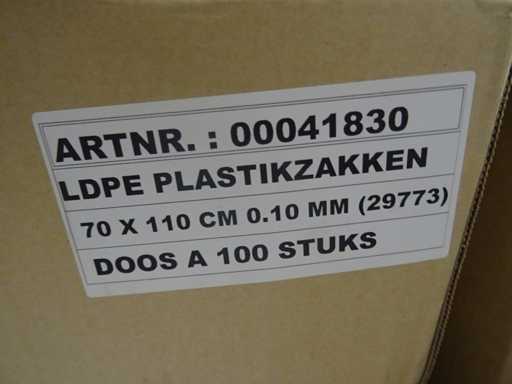 ARTNR. : 00041830
LDPE PLASTIKZAKKEN
70 X 110 CM 0.10 MM (29773)
DOOS A 100 STUKS